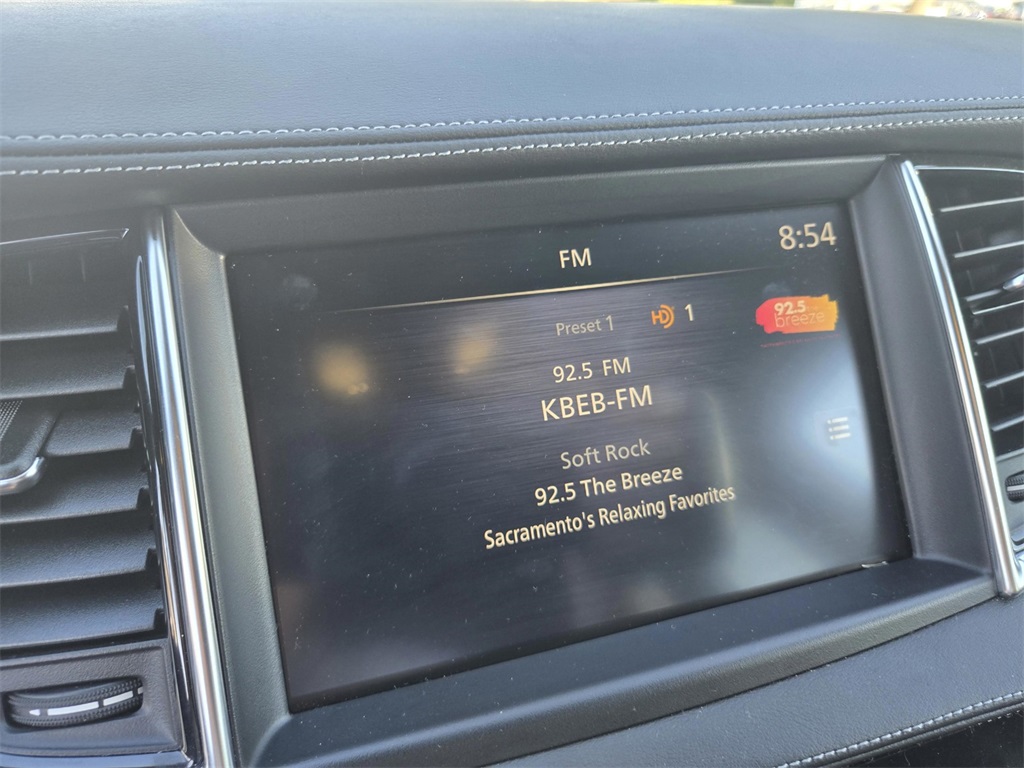 8:54
FM
Preset 1 HD 1
92.5
breeze
92.5 FM
KBEB-FM
Soft Rock
92.5 The Breeze
Sacramento's Relaxing Favorites